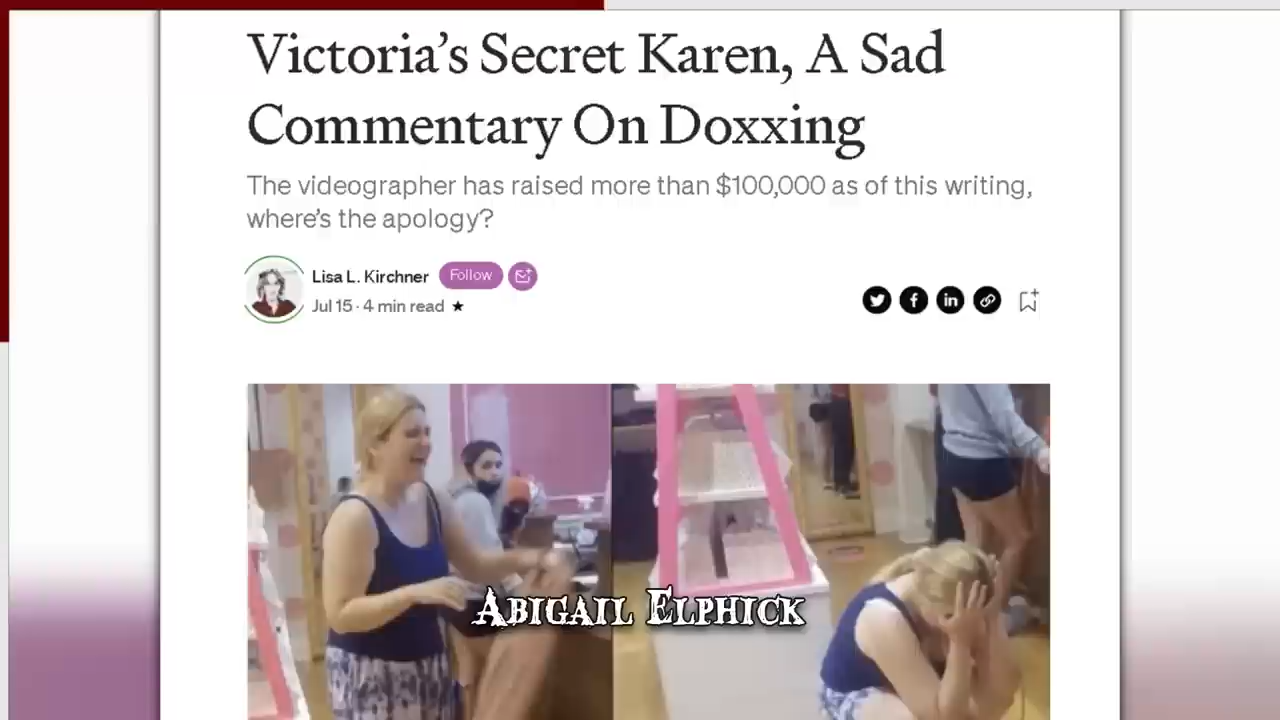 Victoria’s Secret Karen, A Sad
Commentary On Doxxing
The videographer has raised more than $100,000 as of this writing,
where’s the apology?
Lisa L. Kirchner Follow
Jul 15 · 4 min read ★
Abigail Elphick